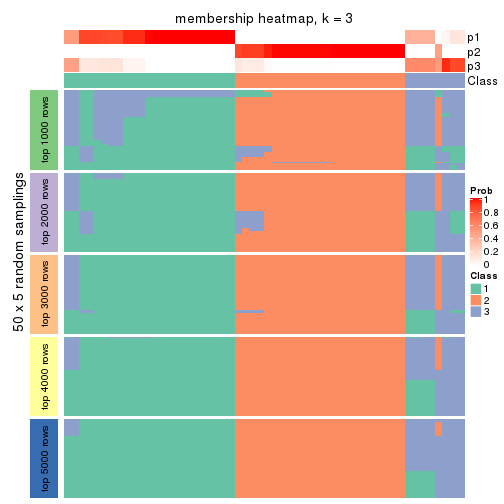 membership heatmap, k = 3
p1
p2
p3
Class
50 x 5 random samplings
top 1000 rows
top 2000 rows
top 3000 rows
top 4000 rows
top 5000 rows
Prob
1
0.8
0.6
0.4
0.2
0
Class
1
2
3